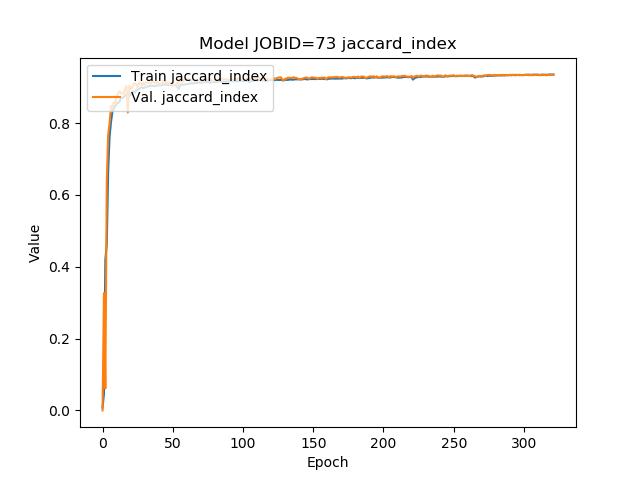 Model JOBID=73 jaccard_index
Train jaccard_index
Val. jaccard_index
0.8
0.6
0.4
0.2
0.0
Value
0 50 100 150 200 250 300
Epoch